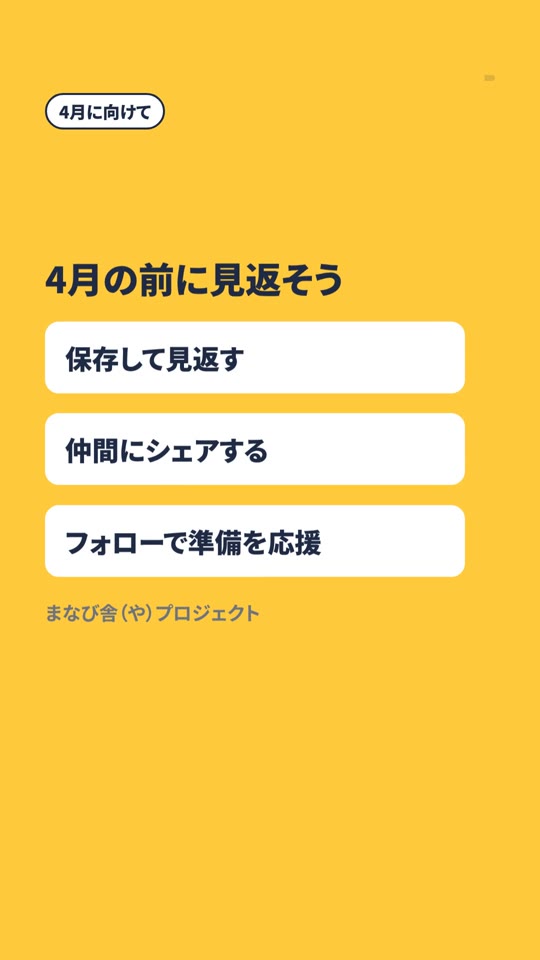 4月に向けて
4月の前に見返そう
保存して見返す
仲間にシェアする
フォローで準備を応援
まなび舎(や)プロジェクト